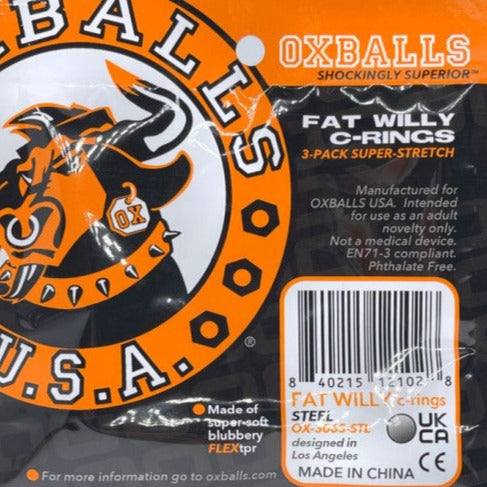 OXBALLS
SHOCKINGLY SUPERIOR™
XBALLS
U.S.A.
®
OX
FAT WILLY
C-RINGS
3-PACK SUPER-STRETCH
Manufactured for
OXBALLS USA. Intended
for use as an adult
novelty only.
Not a medical device.
EN71-3 compliant.
Phthalate Free.
8 40215 12102 8
FAT WILLY c-rings
STEEL
designed in
Los Angeles
MADE IN CHINA CE
UK
CA
• Made of
super-soft
blubbery
FLEXtpr
• For more information go to oxballs.com